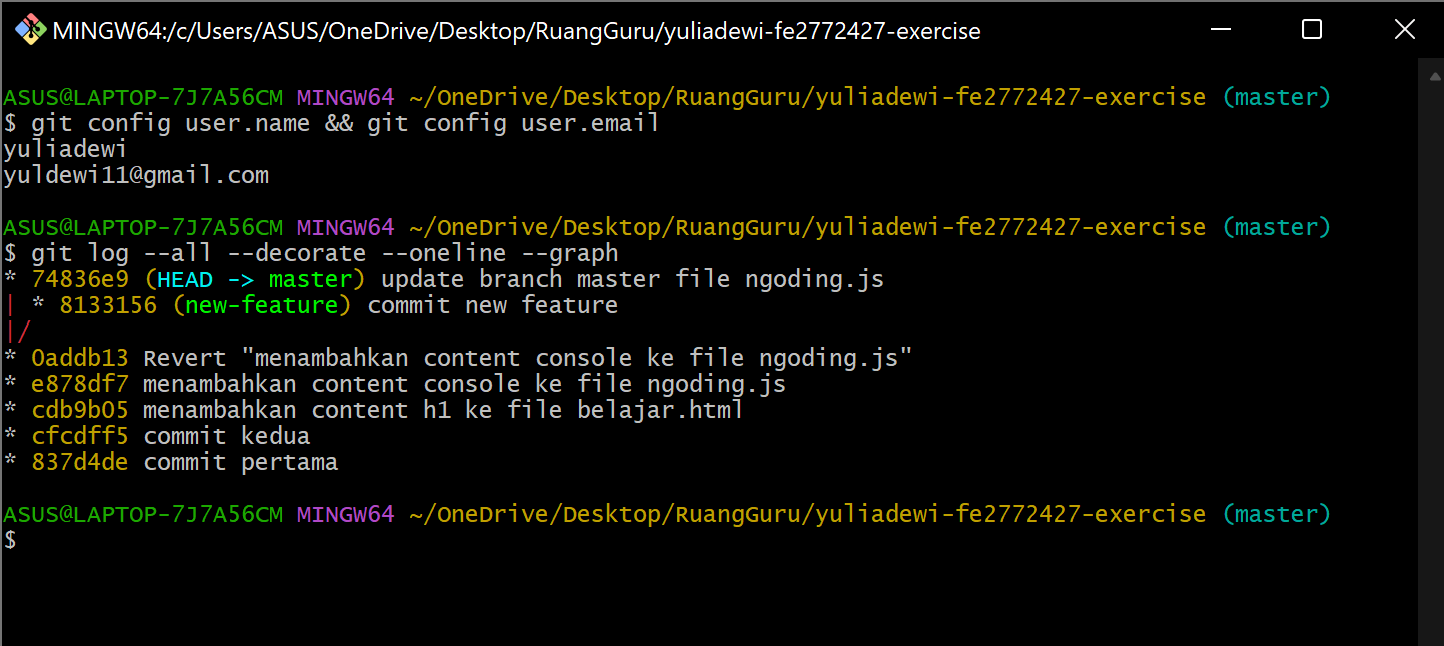 MINGW64:/c/Users/ASUS/OneDrive/Desktop/RuangGuru/yuliadewi-fe2772427-exercise
ASUS@LAPTOP-7J7A56CM MINGW64 ~/OneDrive/Desktop/RuangGuru/yuliadewi-fe2772427-exercise (master)
$ git config user.name && git config user.email
yuliadewi
yuldewi11@gmail.com
ASUS@LAPTOP-7J7A56CM MINGW64 ~/OneDrive/Desktop/RuangGuru/yuliadewi-fe2772427-exercise (master)
$ git log --all --decorate --oneline --graph
* 74836e9 (HEAD -> master) update branch master file ngoding.js
| * 8133156 (new-feature) commit new feature
|/
* 0addb13 Revert "menambahkan content console ke file ngoding.js"
* e878df7 menambahkan content console ke file ngoding.js
* cdb9b05 menambahkan content h1 ke file belajar.html
* cfcdff5 commit kedua
* 837d4de commit pertama
ASUS@LAPTOP-7J7A56CM MINGW64 ~/OneDrive/Desktop/RuangGuru/yuliadewi-fe2772427-exercise (master)
$